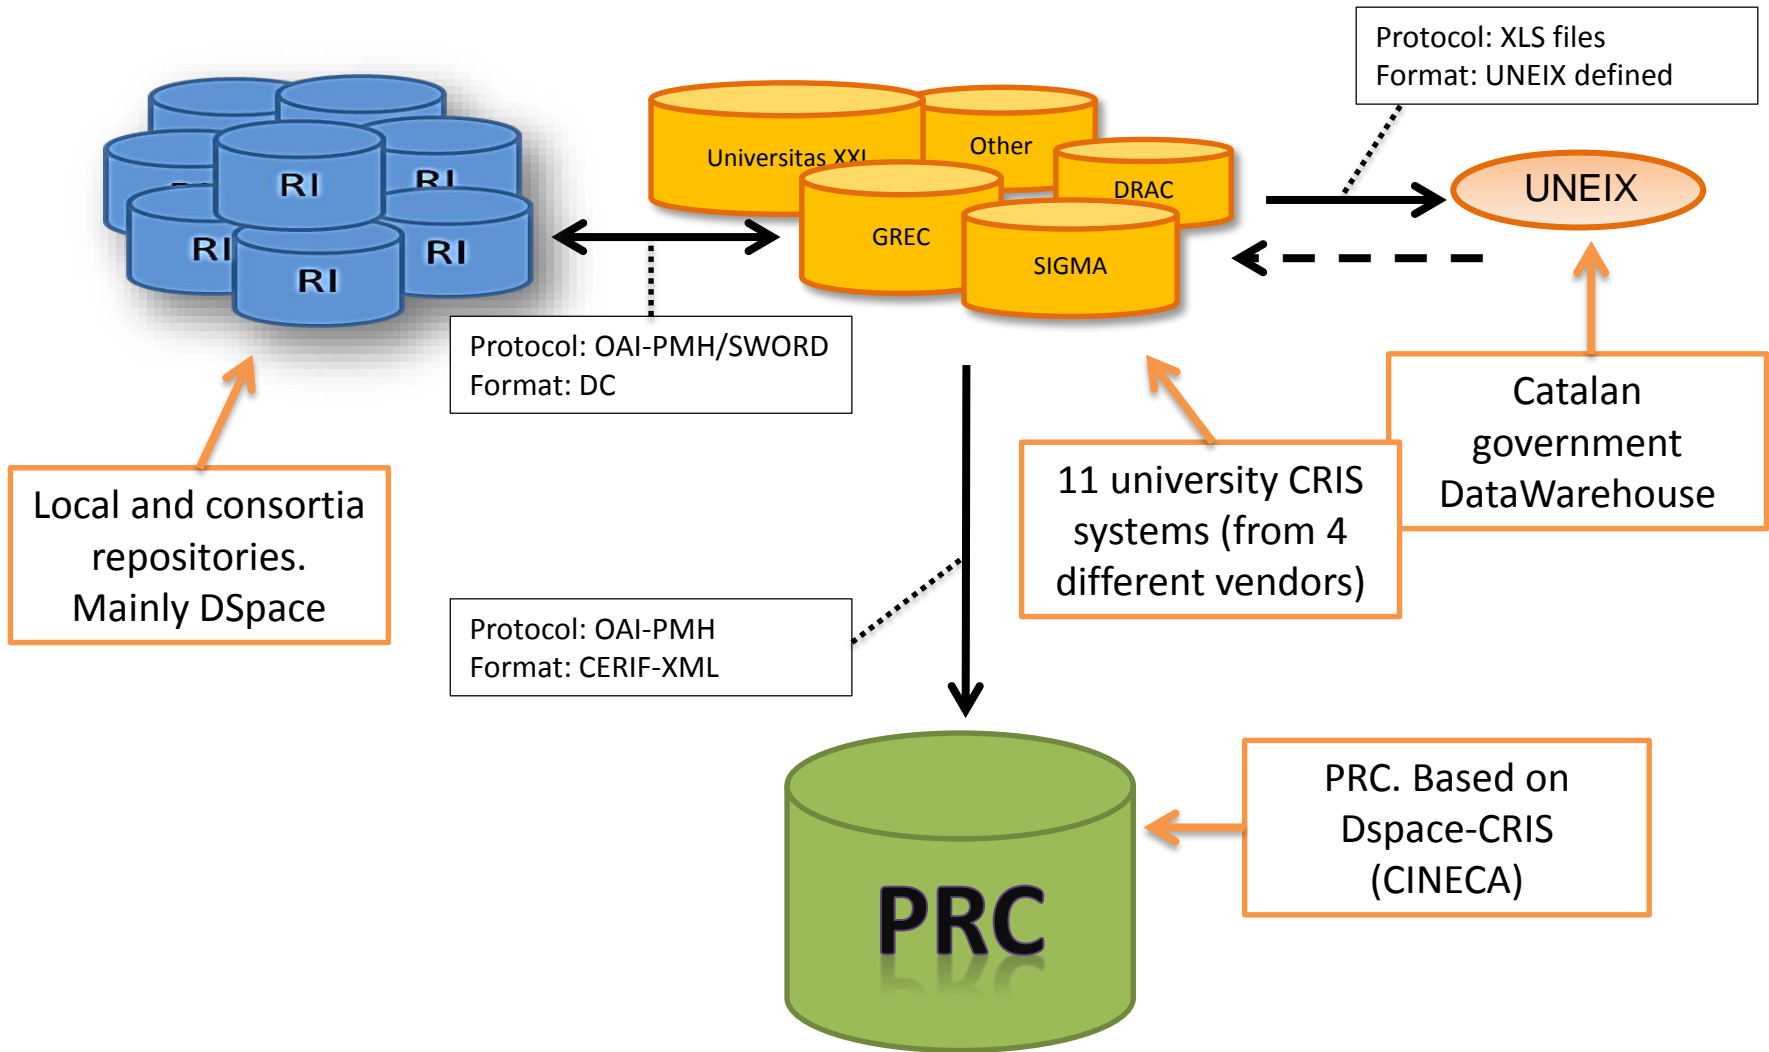 Protocol: XLS files
Format: UNEIX defined
RI
RI
RI
RI
RI
Universitas XXI
Other
DRAC
GREC
SIGMA
UNEIX
Protocol: OAI-PMH/SWORD
Format: DC
Local and consortia
repositories.
Mainly DSpace
11 university CRIS
systems (from 4
different vendors)
Catalan
government
DataWarehouse
Protocol: OAI-PMH
Format: CERIF-XML
PRC
PRC. Based on
Dspace-CRIS
(CINECA)